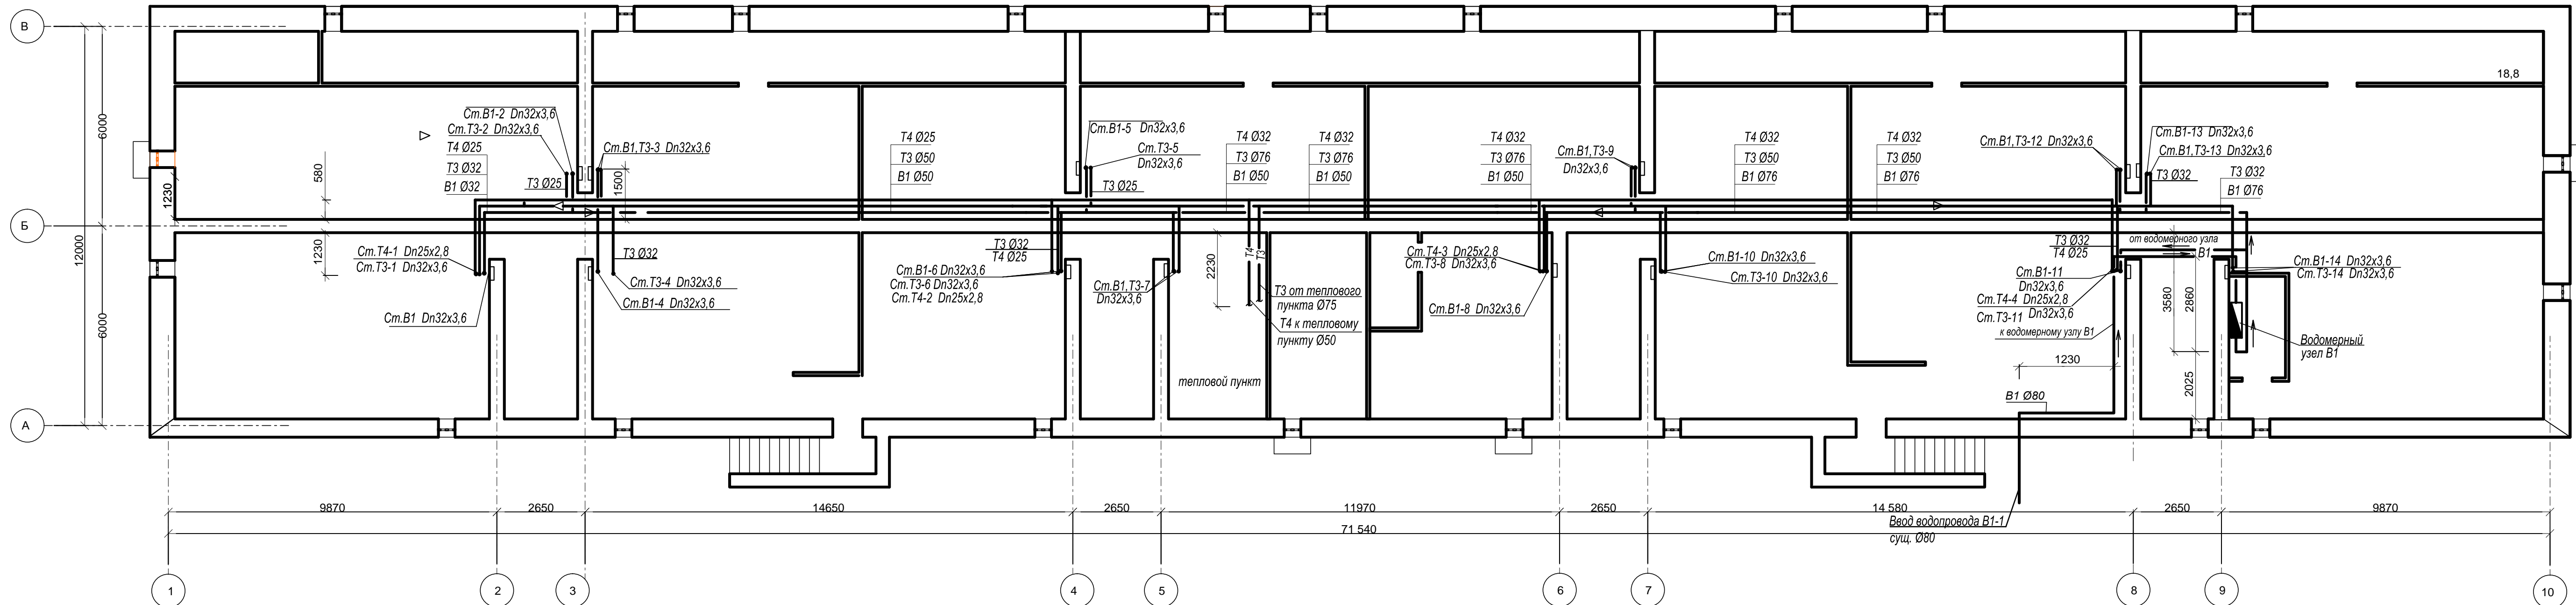 В
18,8
6000
Ст.В1-2 Dn32x3,6
Ст.Т3-2 Dn32x3,6
Т4 Ø25
Т3 Ø32
В1 Ø32
580
1230
Т3 Ø25
Ст.В1,Т3-3 Dn32x3,6
1500
Т4 Ø25
Т3 Ø50
В1 Ø50
Ст.В1-5 Dn32x3,6
Ст.Т3-5
Dn32x3,6
Т3 Ø25
Т4 Ø32
Т3 Ø76
В1 Ø50
Т4 Ø32
Т3 Ø76
В1 Ø50
Т4 Ø32
Т3 Ø76
В1 Ø50
Ст.В1,Т3-9
Dn32x3,6
Т4 Ø32
Т3 Ø50
В1 Ø76
Т4 Ø32
Т3 Ø50
В1 Ø76
Ст.В1,Т3-12 Dn32x3,6
Ст.В1-13 Dn32x3,6
Ст.В1,Т3-13 Dn32x3,6
Т3 Ø32
Т3 Ø32
В1 Ø76
Б
12000
1230
Ст.Т4-1 Dn25x2,8
Ст.Т3-1 Dn32x3,6
Ст.В1 Dn32x3,6
Т3 Ø32
Ст.Т3-4 Dn32x3,6
Ст.В1-4 Dn32x3,6
Т3 Ø32
Т4 Ø25
Ст.В1-6 Dn32x3,6
Ст.Т3-6 Dn32x3,6
Ст.Т4-2 Dn25x2,8
Ст.В1,Т3-7
Dn32x3,6
2230
Т4
Т3
Т3 от теплового
пункта Ø75
Т4 к тепловому
пункту Ø50
тепловой пункт
Ст.Т4-3 Dn25x2,8
Ст.Т3-8 Dn32x3,6
Ст.В1-8 Dn32x3,6
Ст.В1-10 Dn32x3,6
Ст.Т3-10 Dn32x3,6
Т3 Ø32
Т4 Ø25
от водомерного узла
В1
Ст.В1-11
Dn32x3,6
Ст.Т4-4 Dn25x2,8
Ст.Т3-11 Dn32x3,6
к водомерному узлу В1
1230
В1 Ø80
3580
2860
2025
Ст.В1-14 Dn32x3,6
Ст.Т3-14 Dn32x3,6
Водомерный
узел В1
6000
А
9870
2650
14650
2650
11970
2650
14 580
2650
9870
71 540
Ввод водопровода В1-1
сущ. Ø80
1
2
3
4
5
6
7
8
9
10